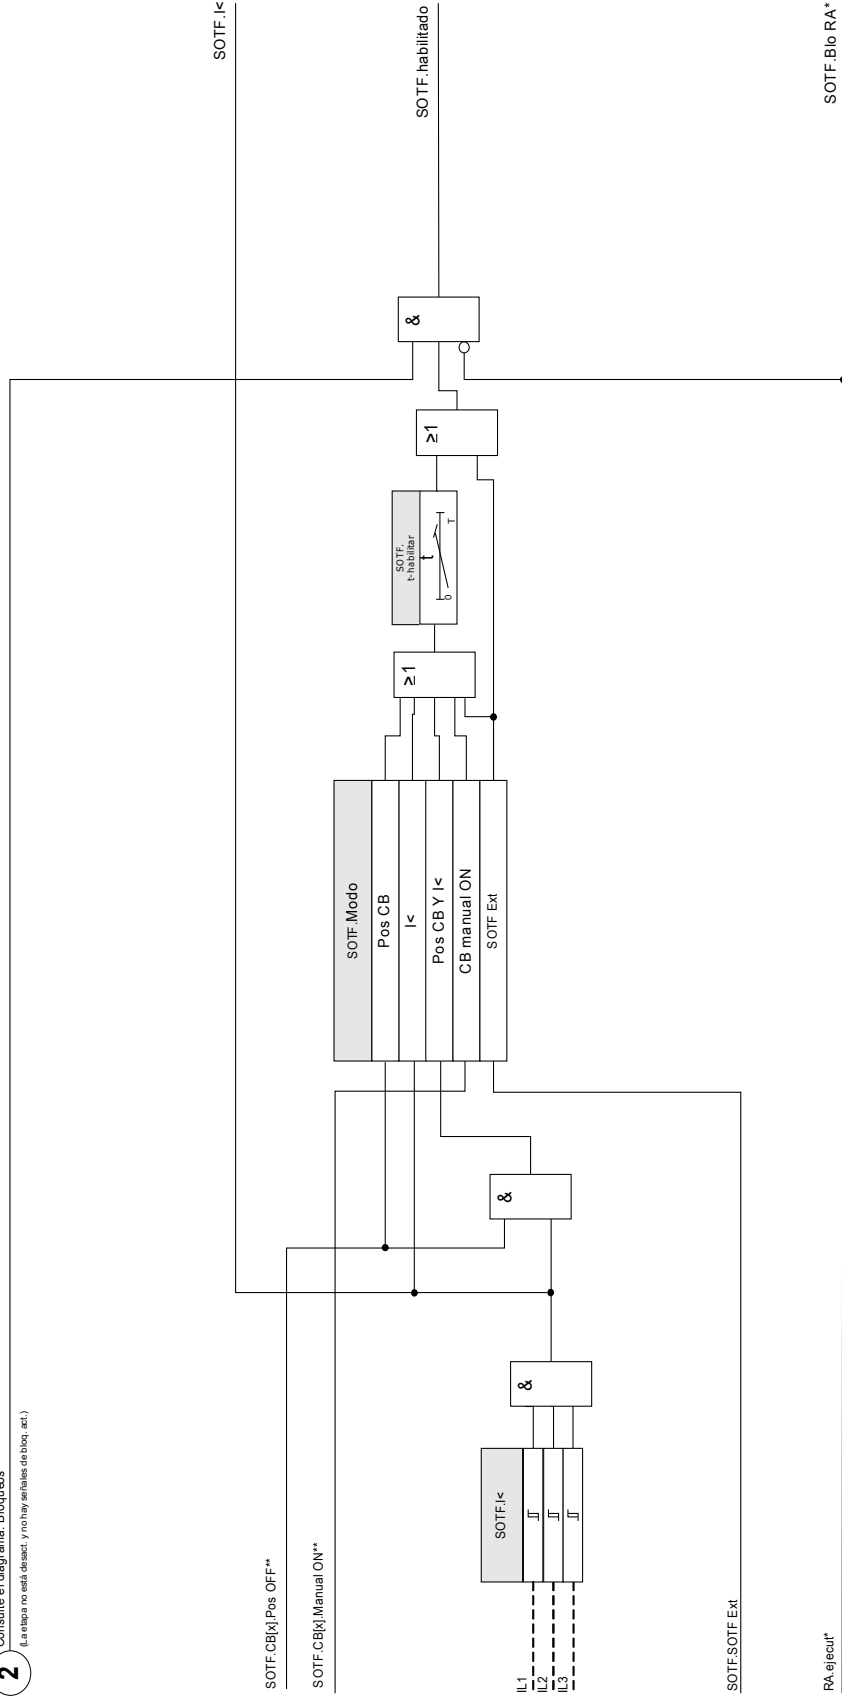 2
Consulte el diagrama: Bloqueos
(La etapa no está desact. y no hay señales de bloq. act.)
SOTF.I<
SOTF.CB[x].Pos OFF**
SOTF.CB[x].Manual ON**
SOTF.Modo
Pos CB
I<
Pos CB Y I<
CB manual ON
SOTF Ext
≥1
SOTF.
t-habilitar
t
0
T
≥1
&
SOTF.habilitado
&
SOTF.I<
&
IL1
IL2
IL3
SOTF.SOTF Ext
RA.ejecut*
SOTF.Blo RA*